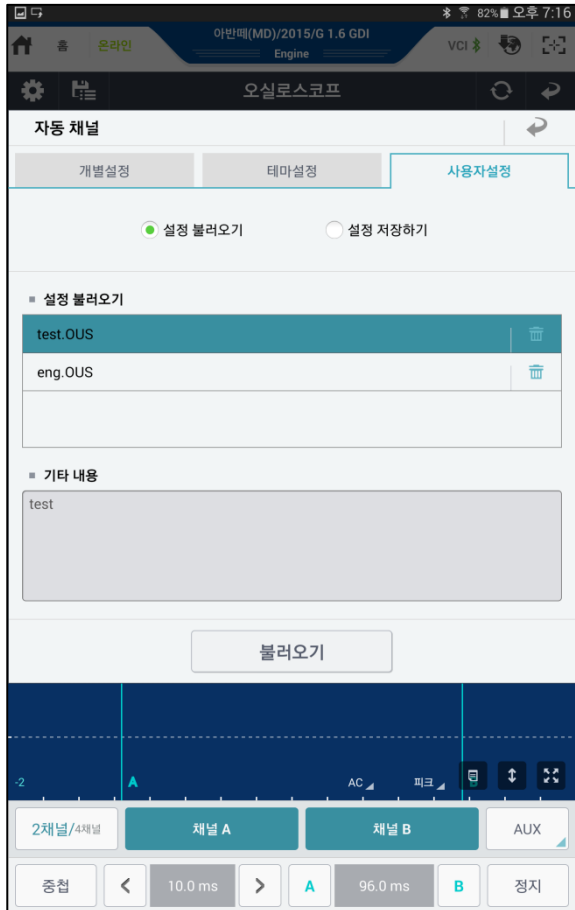 82% 오후 7:16
홈 온라인 아반떼(MD)/2015/G 1.6 GDI VCI
Engine
오실로스코프
자동 채널
개별설정 테마설정 사용자설정
설정 불러오기 설정 저장하기
설정 불러오기
test.OUS
eng.OUS
기타 내용
test
불러오기
-2 A AC 피크
2채널/4채널 채널 A 채널 B AUX
중첩 < 10.0 ms > A 96.0 ms B 정지